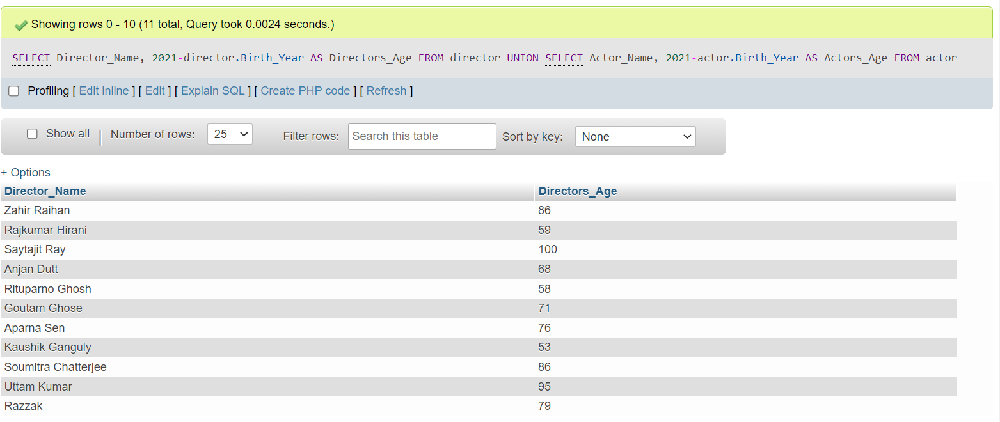 Showing rows 0 - 10 (11 total, Query took 0.0024 seconds.)
SELECT Director_Name, 2021-director.Birth_Year AS Directors_Age FROM director UNION SELECT Actor_Name, 2021-actor.Birth_Year AS Actors_Age FROM actor
Profiling [ Edit inline ] [ Edit ] [ Explain SQL ] [ Create PHP code ] [ Refresh ]
Show all | Number of rows: 25 Filter rows: Search this table Sort by key: None
+ Options
Director_Name Directors_Age
Zahir Raihan 86
Rajkumar Hirani 59
Saytajit Ray 100
Anjan Dutt 68
Rituparno Ghosh 58
Goutam Ghose 71
Aparna Sen 76
Kaushik Ganguly 53
Soumitra Chatterjee 86
Uttam Kumar 95
Razzak 79